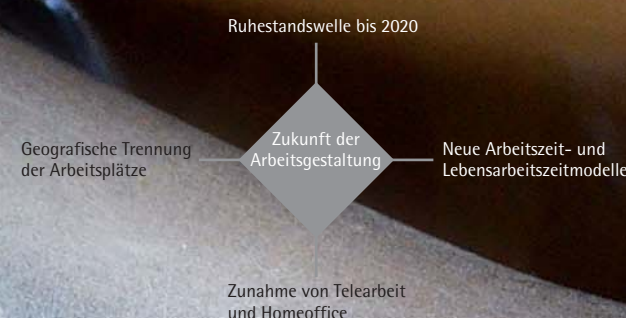 Ruhestandswelle bis 2020
Zukunft der
Arbeitsgestaltung
Geografische Trennung
der Arbeitsplätze
Neue Arbeitszeit- und
Lebensarbeitszeitmodelle
Zunahme von Telearbeit
und Homeoffice